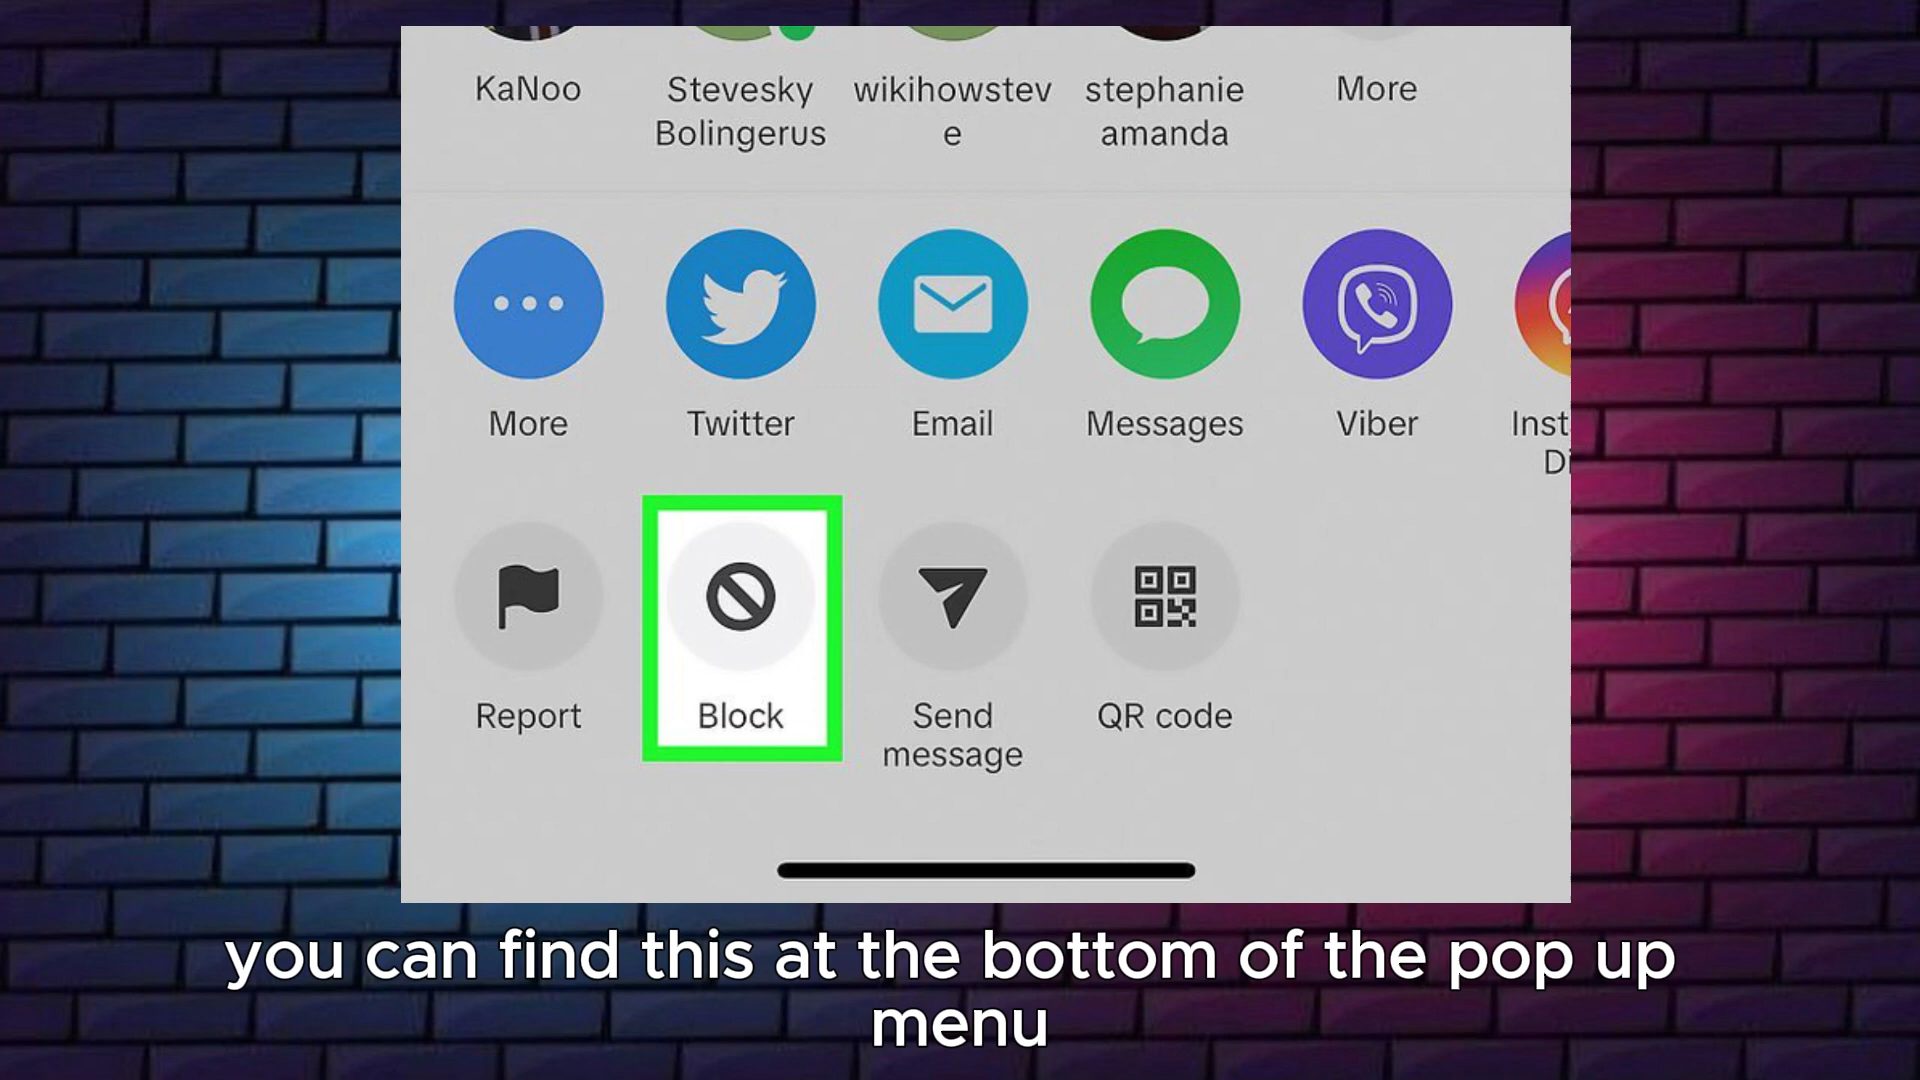 KaNoo Stevesky wikihowstev stephanie More
Bolingerus e amanda
More Twitter Email Messages Viber Inst
Di
Report Block Send QR code
message
you can find this at the bottom of the pop up
menu